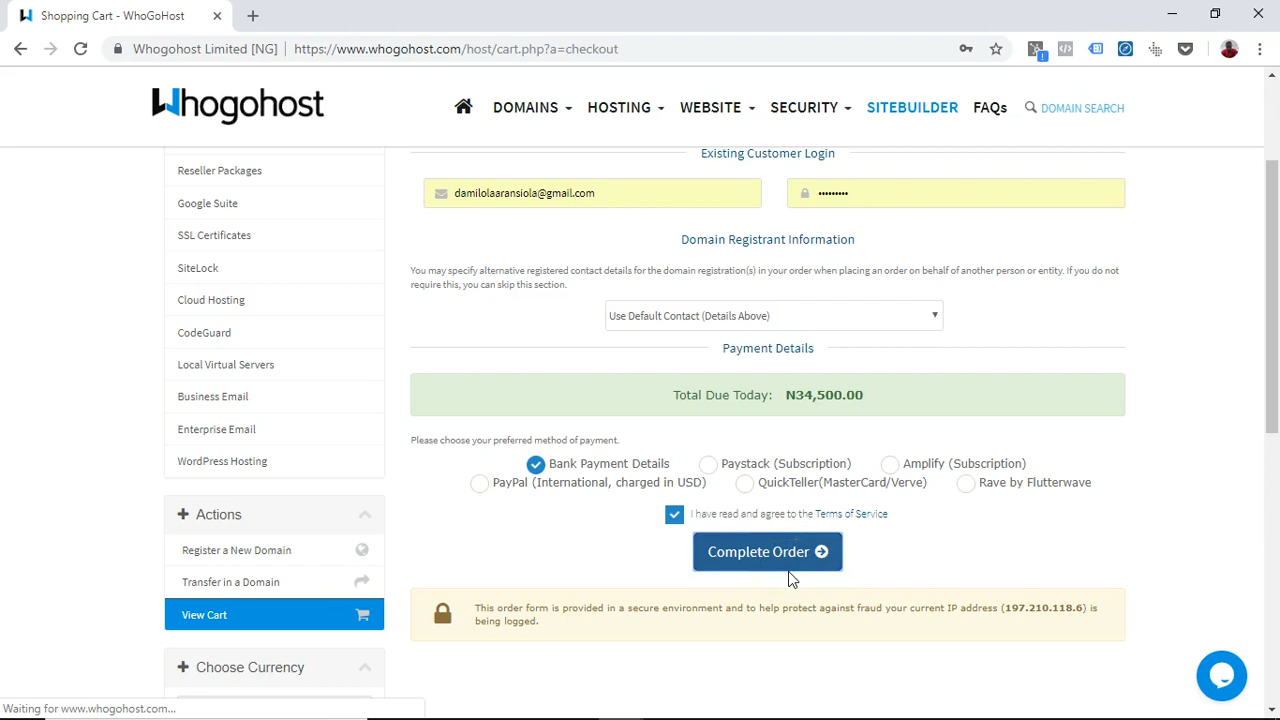 Shopping Cart - WhoGoHost
Whogohost Limited [NG] https://www.whogohost.com/host/cart.php?a=checkout
Whogohost
DOMAINS HOSTING WEBSITE SECURITY SITEBUILDER FAQs DOMAIN SEARCH
Reseller Packages
Google Suite
SSL Certificates
SiteLock
Cloud Hosting
CodeGuard
Local Virtual Servers
Business Email
Enterprise Email
WordPress Hosting
Actions
Register a New Domain
Transfer in a Domain
View Cart
Choose Currency
Existing Customer Login
damilolaaransiola@gmail.com ••••••••
Domain Registrant Information
You may specify alternative registered contact details for the domain registration(s) in your order when placing an order on behalf of another person or entity. If you do not
require this, you can skip this section.
Use Default Contact (Details Above)
Payment Details
Total Due Today: N34,500.00
Please choose your preferred method of payment.
Bank Payment Details Paystack (Subscription) Amplify (Subscription)
PayPal (International, charged in USD) QuickTeller(MasterCard/Verve) Rave by Flutterwave
I have read and agree to the Terms of Service
Complete Order
This order form is provided in a secure environment and to help protect against fraud your current IP address (197.210.118.6) is
being logged.
Waiting for www.whogohost.com...